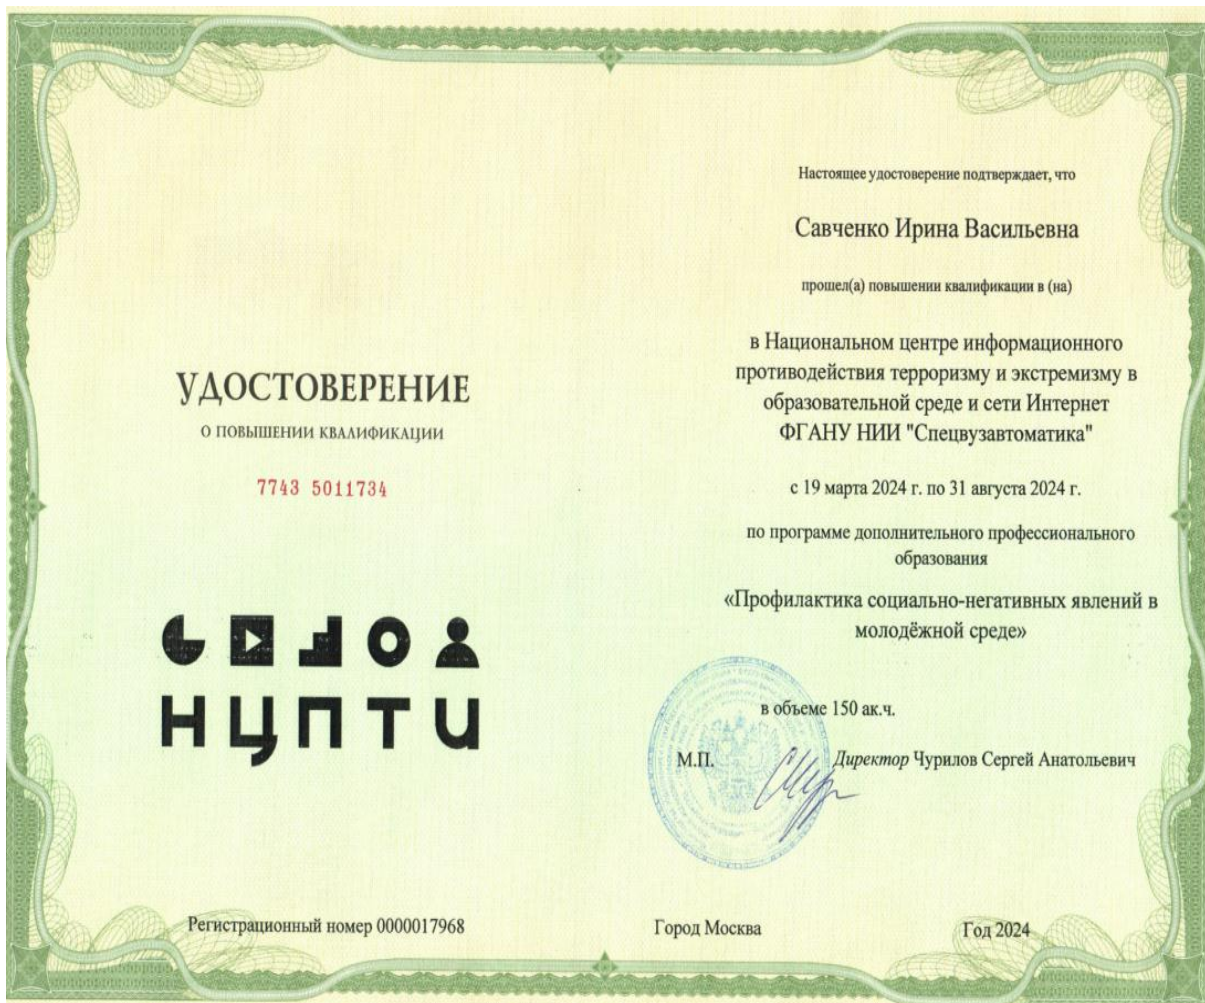 УДОСТОВЕРЕНИЕ
О ПОВЫШЕНИИ КВАЛИФИКАЦИИ
7743 5011734
НЦПТИ
Регистрационный номер 0000017968
Настоящее удостоверение подтверждает, что
Савченко Ирина Васильевна
прошел(а) повышении квалификации в (на)
в Национальном центре информационного
противодействия терроризму и экстремизму в
образовательной среде и сети Интернет
ФГАНУ НИИ "Спецвузавтоматика"
с 19 марта 2024 г. по 31 августа 2024 г.
по программе дополнительного профессионального
образования
«Профилактика социально-негативных явлений в
молодёжной среде»
в объеме 150 ак.ч.
М.П.
Директор Чурилов Сергей Анатольевич
Город Москва
Год 2024